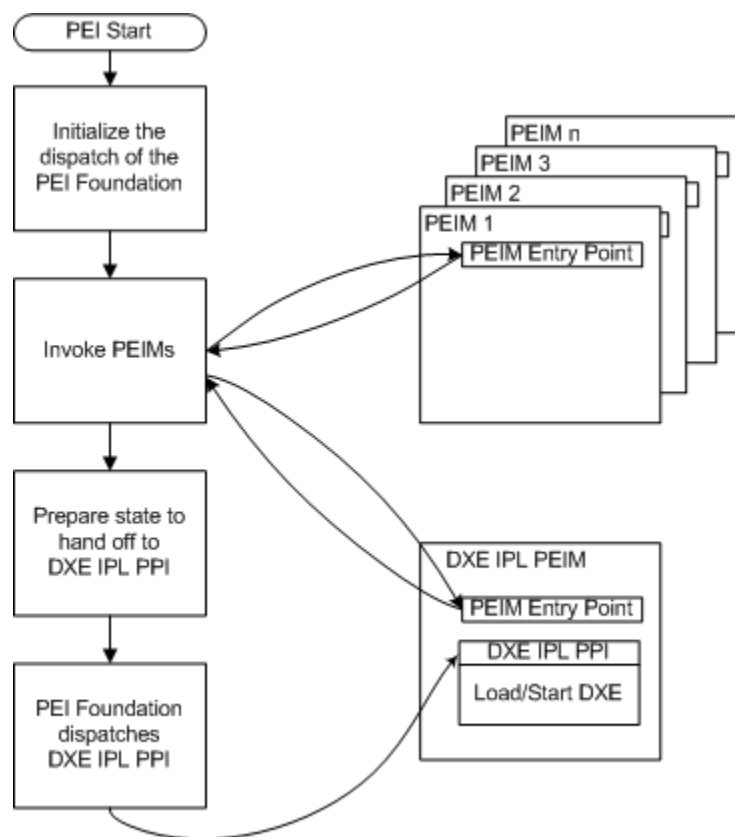 PEI Start
Initialize the
dispatch of the
PEI Foundation
Invoke PEIMs
Prepare state to
hand off to
DXE IPL PPI
PEI Foundation
dispatches
DXE IPL PPI
PEIM n
PEIM 3
PEIM 2
PEIM 1
PEIM Entry Point
DXE IPL PEIM
PEIM Entry Point
DXE IPL PPI
Load/Start DXE